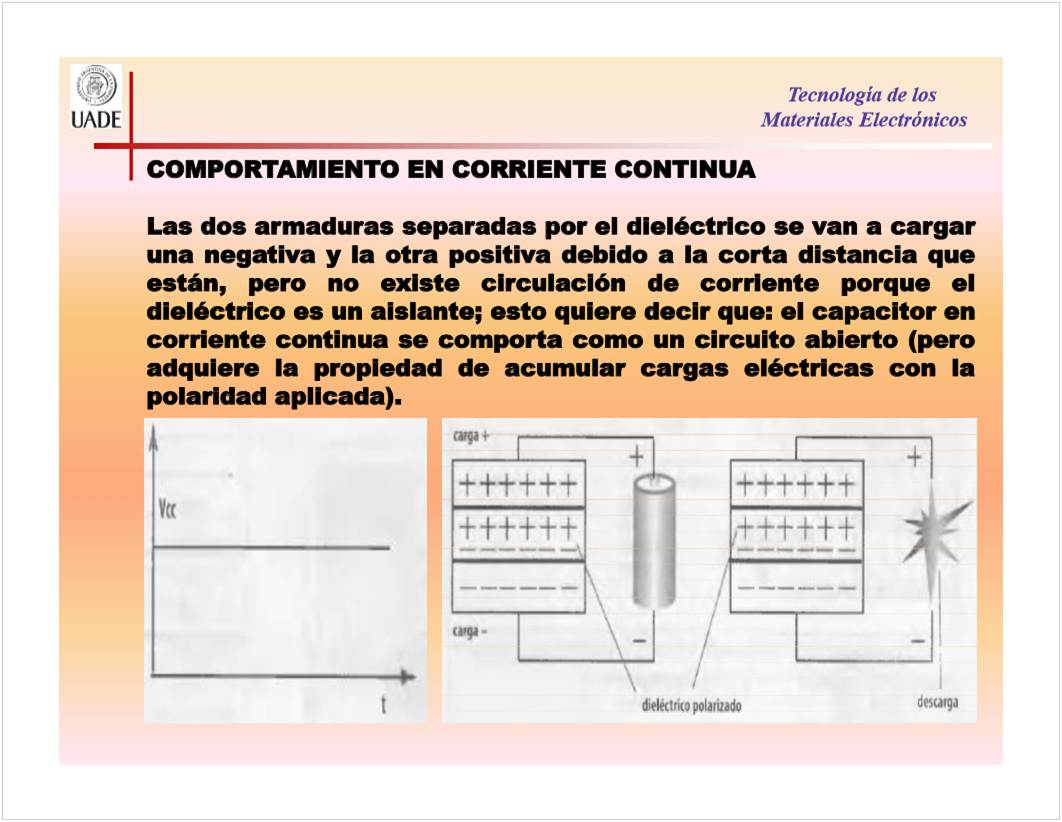 UADE
Tecnología de los
Materiales Electrónicos
COMPORTAMIENTO EN CORRIENTE CONTINUA
Las dos armaduras separadas por el dieléctrico se van a cargar
una negativa y la otra positiva debido a la corta distancia que
están, pero no existe circulación de corriente porque el
dieléctrico es un aislante; esto quiere decir que: el capacitor en
corriente continua se comporta como un circuito abierto (pero
adquiere la propiedad de acumular cargas eléctricas con la
polaridad aplicada).
Vcc
t
carga +
+
+ + + + + +
+ + + + + +
– – – – – –
– – – – – –
carga –
–
+
+ + + + + +
+ + + + + +
– – – – – –
– – – – – –
–
dieléctrico polarizado
descarga